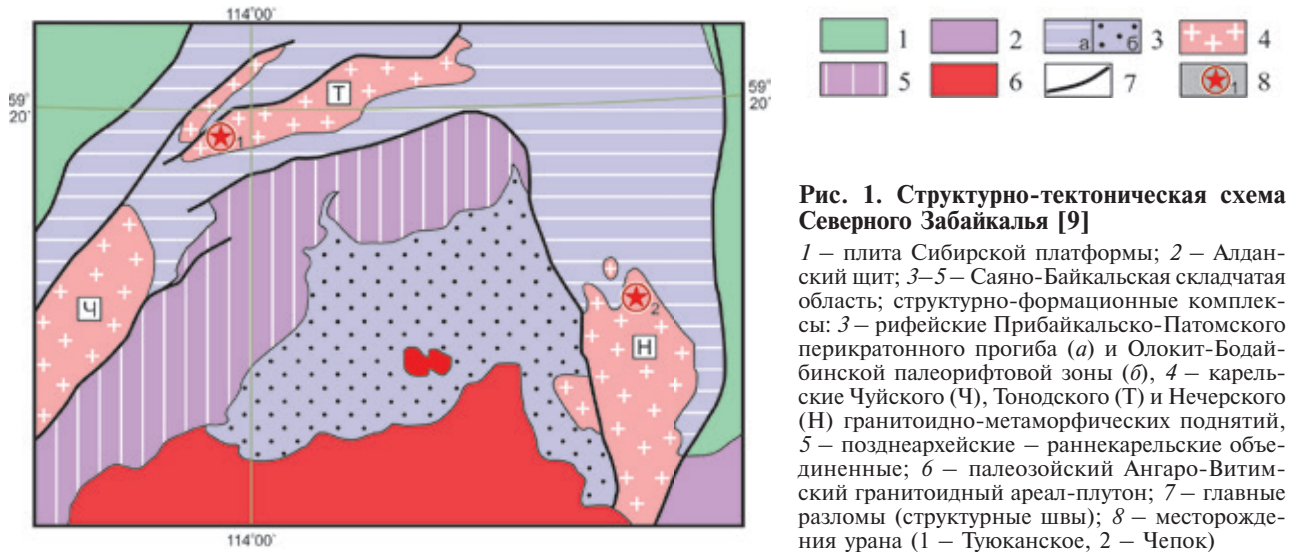 114°00'
59°
20'
59°
20'
Т
1
Ч
2
Н
114°00'
1
2
а
б
3
4
5
6
7
1
8
Рис. 1. Структурно-тектоническая схема
Северного Забайкалья [9]
1 – плита Сибирской платформы; 2 – Алдан-
ский щит; 3–5 – Саяно-Байкальская складчатая
область; структурно-формационные комплек-
сы: 3 – рифейские Прибайкальско-Патомского
перикратонного прогиба (а) и Олокит-Бодай-
бинской палеорифтовой зоны (б), 4 – карель-
ские Чуйского (Ч), Тонодского (Т) и Нечерского
(Н) гранитоидно-метаморфических поднятий,
5 – позднеархейские – раннекарельские объе-
диненные; 6 – палеозойский Ангаро-Витим-
ский гранитоидный ареал-плутон; 7 – главные
разломы (структурные швы); 8 – месторожде-
ния урана (1 – Туюканское, 2 – Чепок)